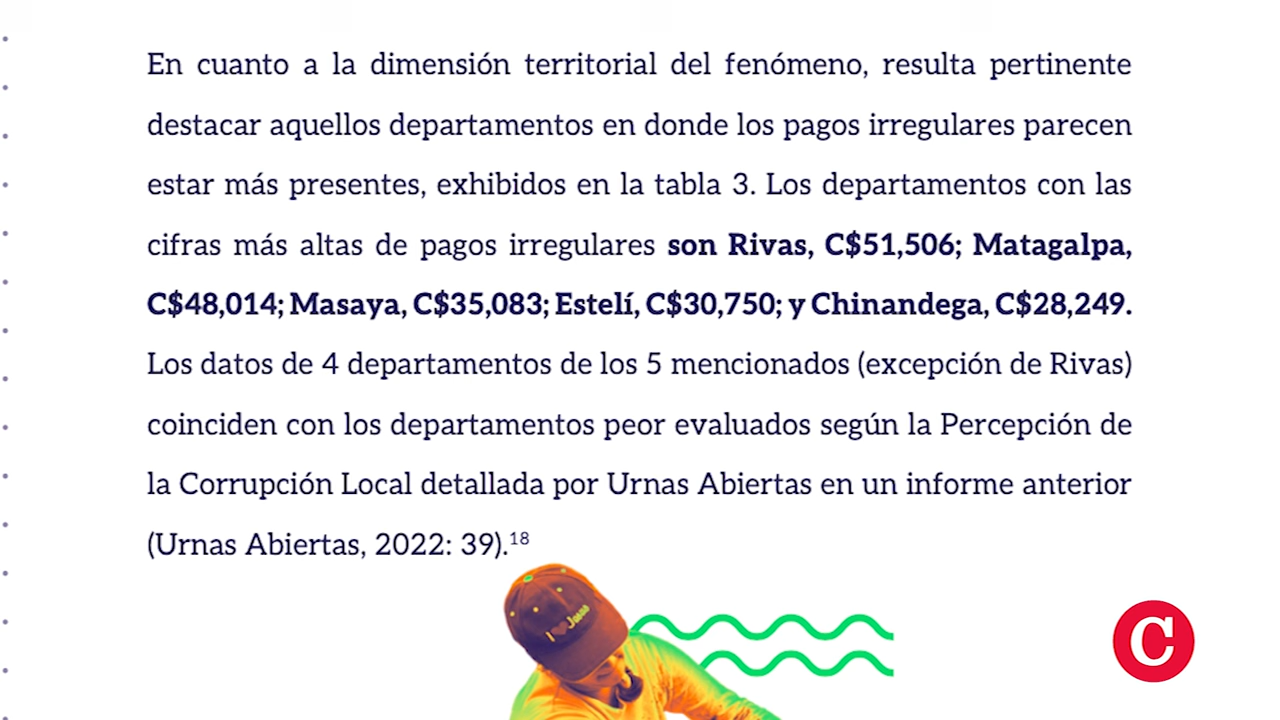 En cuanto a la dimensión territorial del fenómeno, resulta pertinente
destacar aquellos departamentos en donde los pagos irregulares parecen
estar más presentes, exhibidos en la tabla 3. Los departamentos con las
cifras más altas de pagos irregulares son Rivas, C$51,506; Matagalpa,
C$48,014; Masaya, C$35,083; Estelí, C$30,750; y Chinandega, C$28,249.
Los datos de 4 departamentos de los 5 mencionados (excepción de Rivas)
coinciden con los departamentos peor evaluados según la Percepción de
la Corrupción Local detallada por Urnas Abiertas en un informe anterior
(Urnas Abiertas, 2022: 39).18
I ♥ Jesus
C